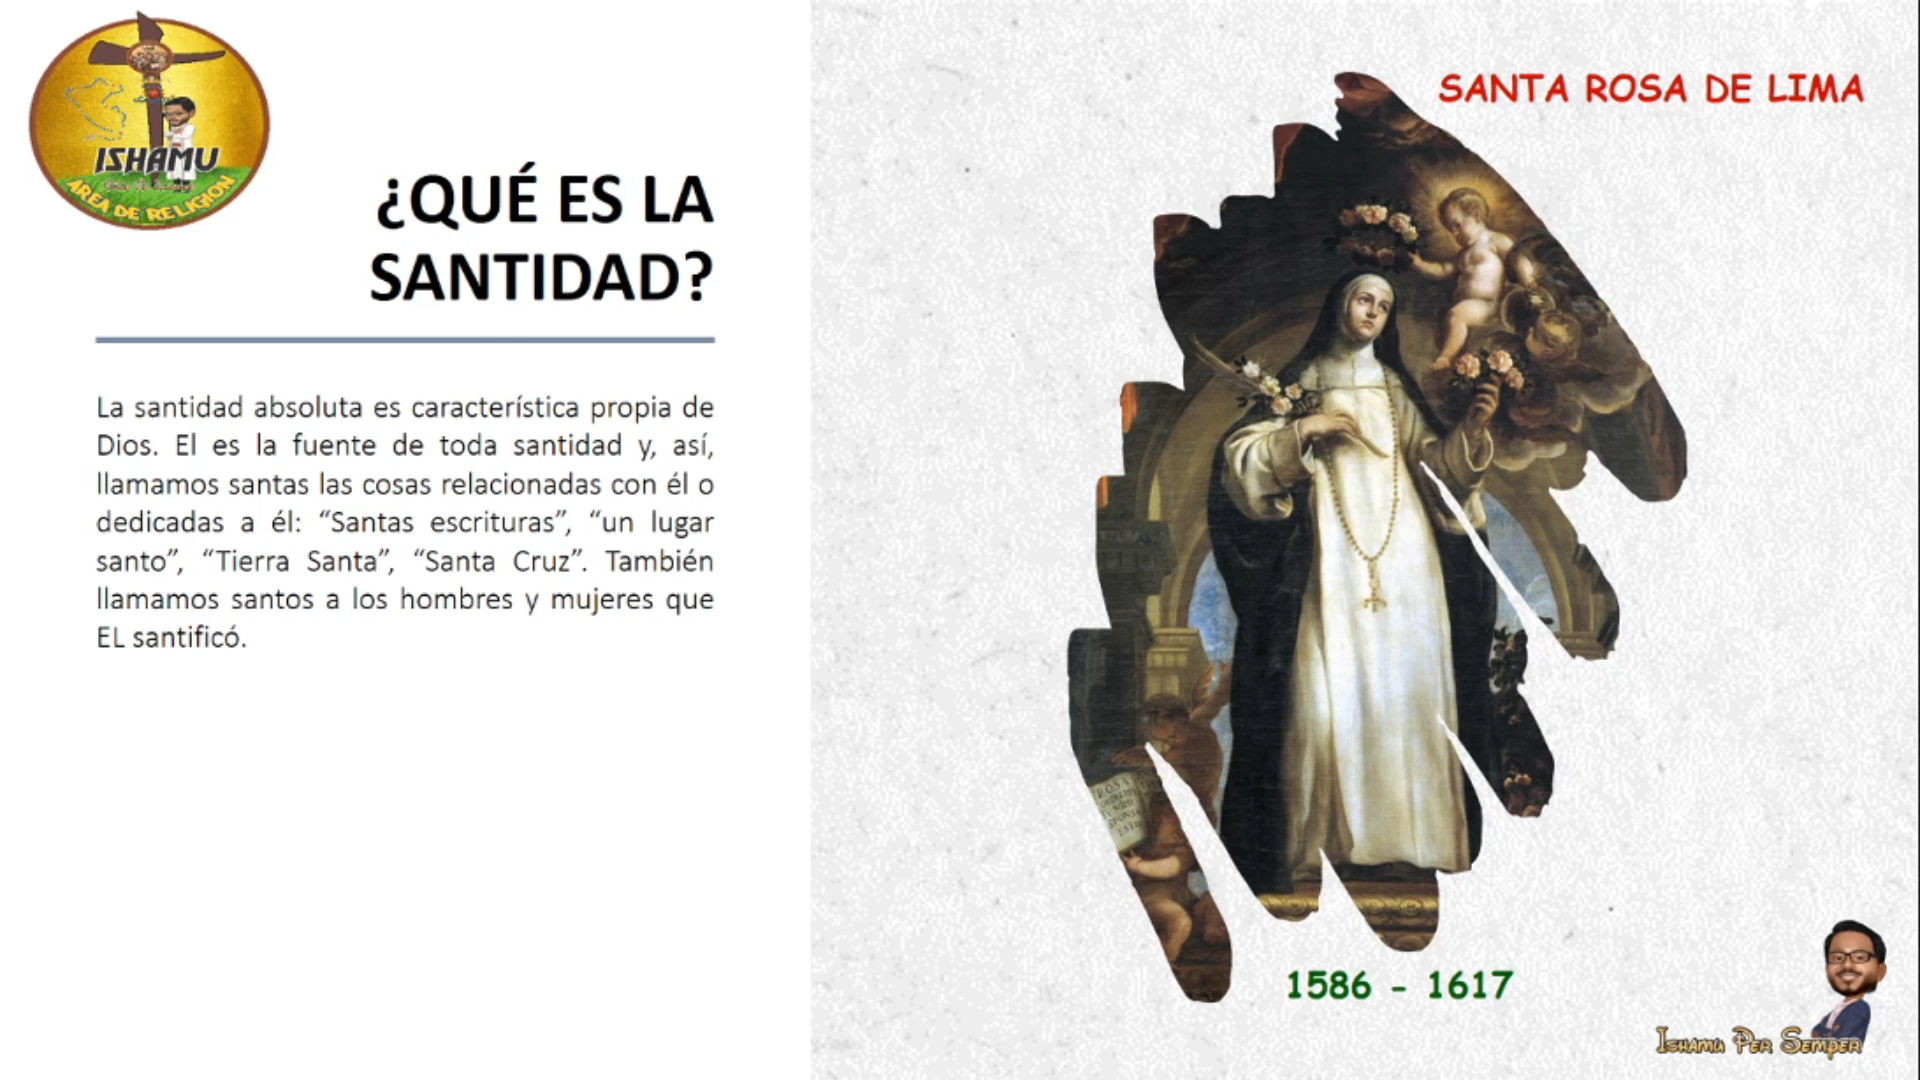 ISHAMU
AREA DE RELIGION
¿QUÉ ES LA
SANTIDAD?
La santidad absoluta es característica propia de
Dios. El es la fuente de toda santidad y, así,
llamamos santas las cosas relacionadas con él o
dedicadas a él: “Santas escrituras”, “un lugar
santo”, “Tierra Santa”, “Santa Cruz”. También
llamamos santos a los hombres y mujeres que
EL santificó.
SANTA ROSA DE LIMA
ROSA
1586 - 1617
ISHAMU PER SEMPER